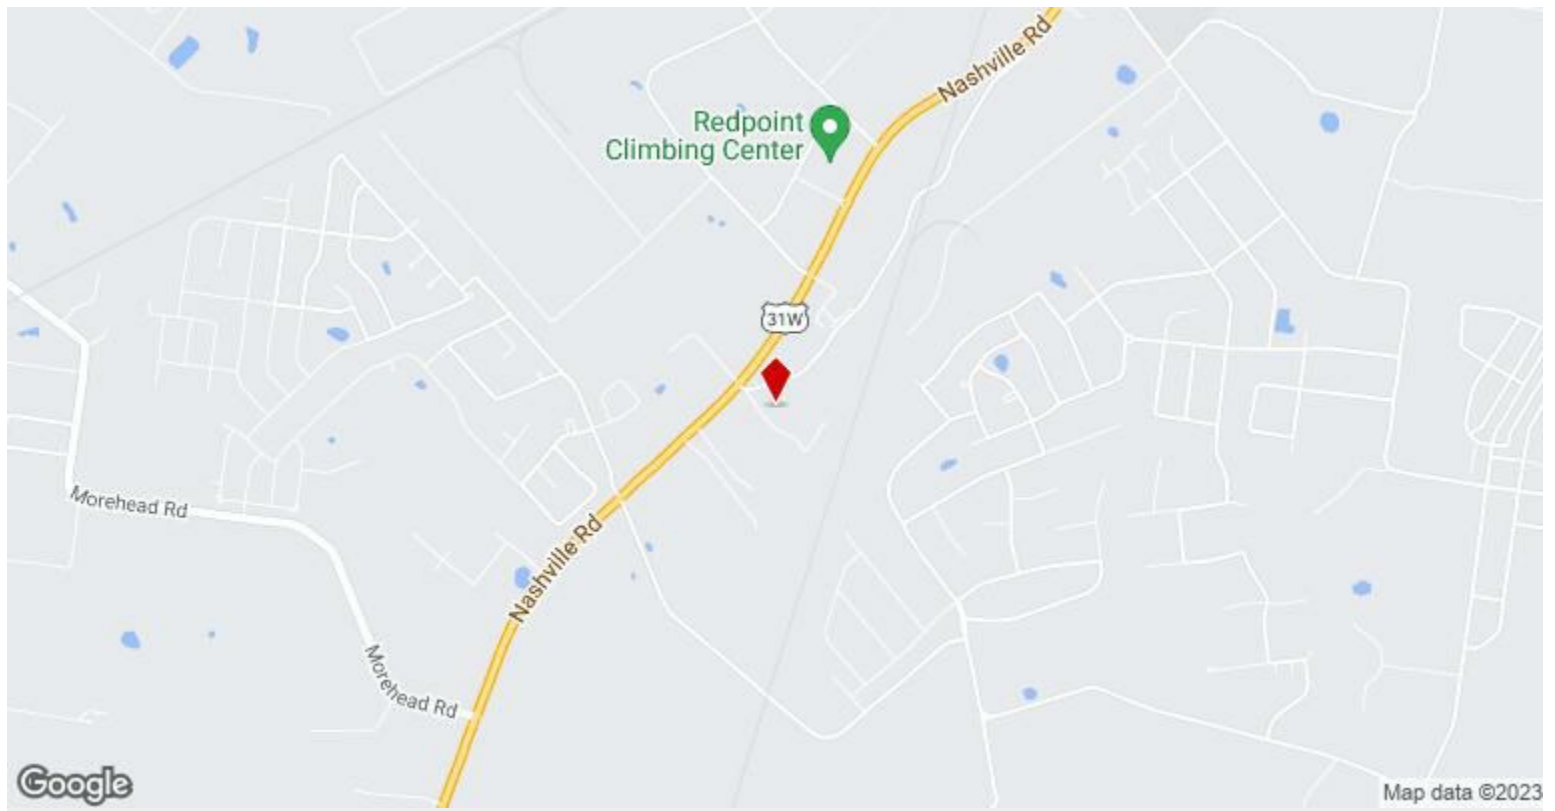 Nashville Rd
Redpoint
Climbing Center
31W
Morehead Rd
Nashville Rd
Morehead Rd
Google
Map data ©2023